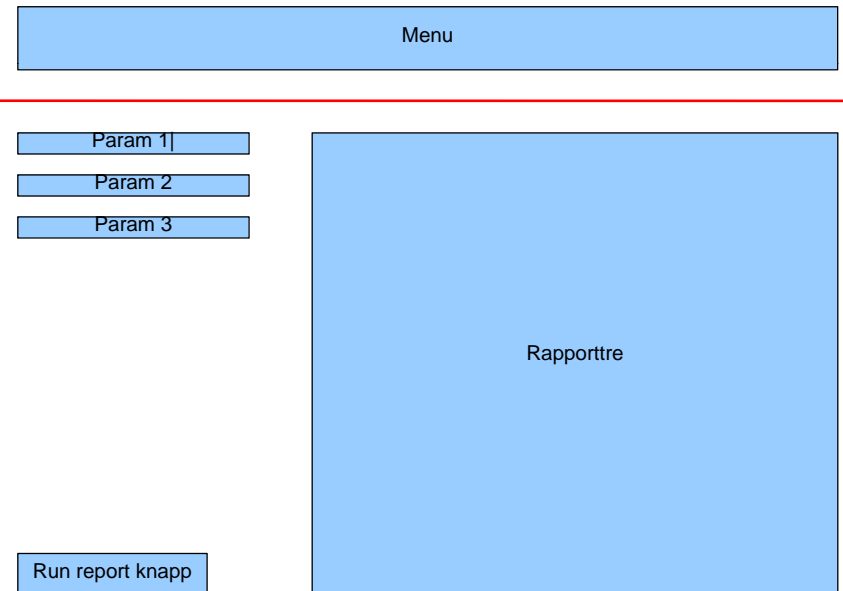 Menu
Param 1|
Param 2
Param 3
Rapporttre
Run report knapp